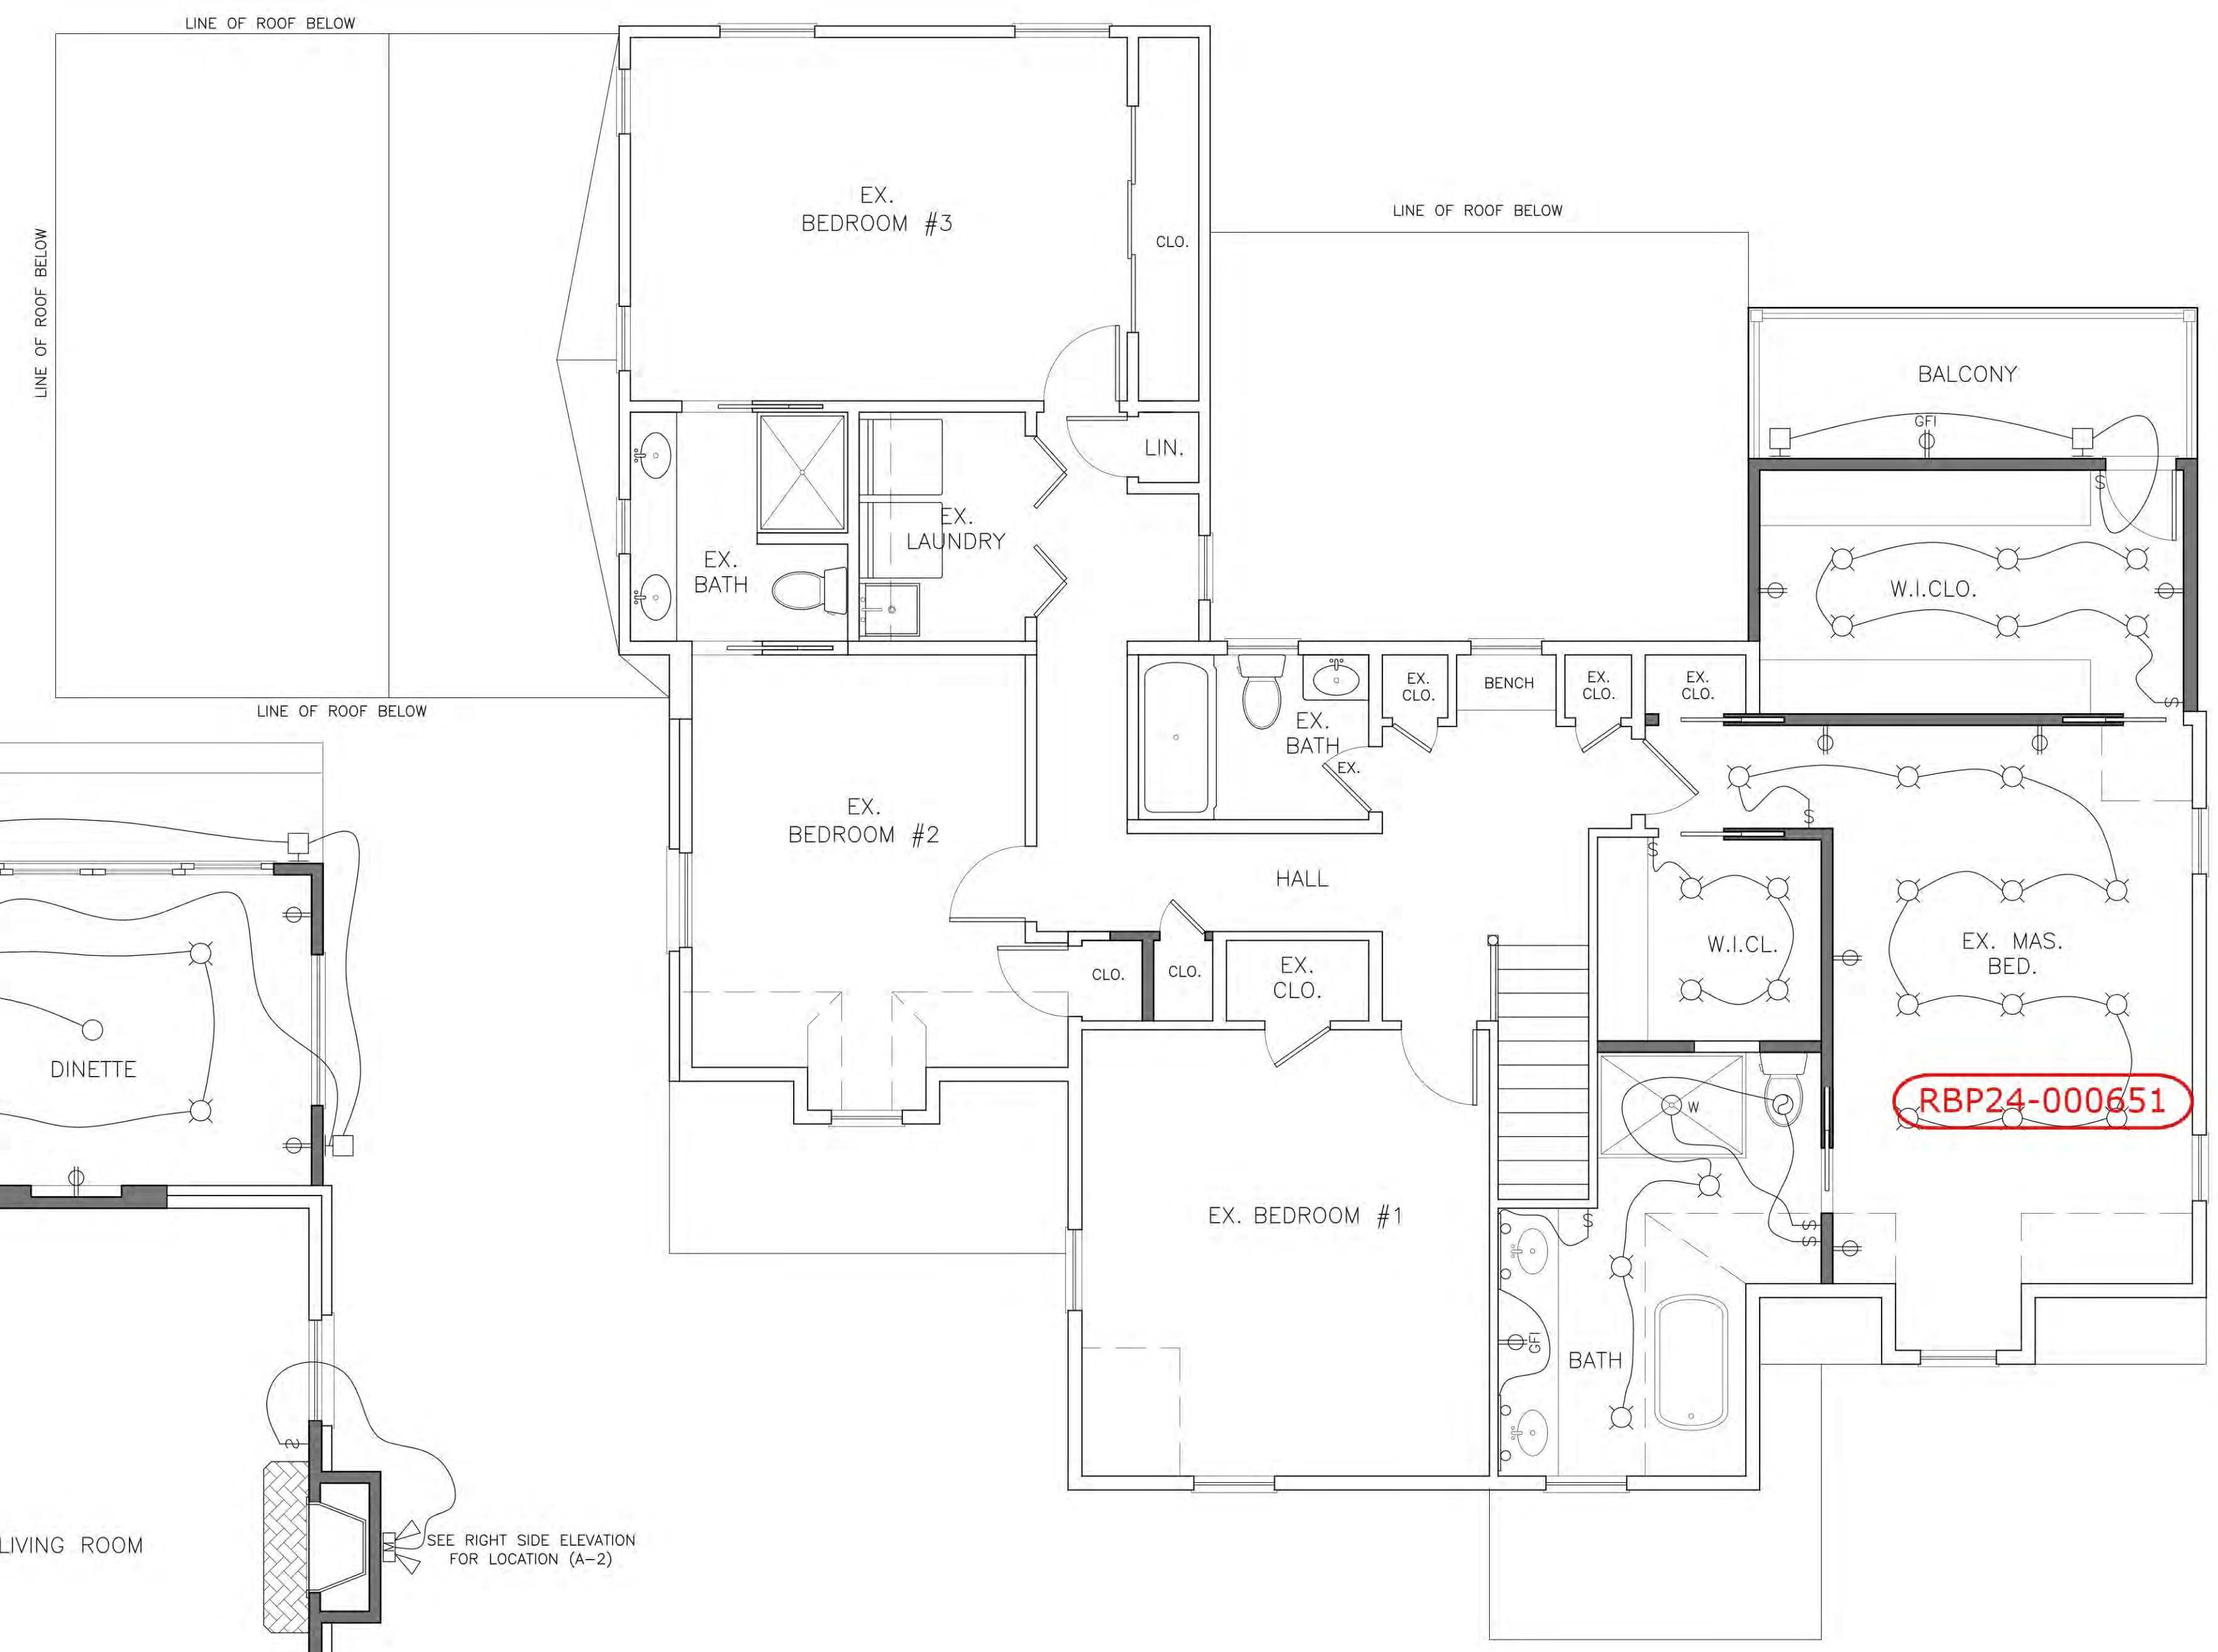 LINE OF ROOF BELOW
LINE OF ROOF BELOW
EX.
BEDROOM #3
CLO.
LINE OF ROOF BELOW
BALCONY
GFI
LIN.
S
EX.
LAUNDRY
EX.
BATH
W.I.CLO.
S
LINE OF ROOF BELOW
EX.
CLO.
BENCH
EX.
CLO.
EX.
CLO.
EX.
BATH
EX.
EX.
BEDROOM #2
S
S
HALL
W.I.CL.
EX. MAS.
BED.
CLO.
CLO.
EX.
CLO.
DINETTE
W
RBP24-000651
EX. BEDROOM #1
S
S
S
GFI
BATH
S
LIVING ROOM
M
SEE RIGHT SIDE ELEVATION
FOR LOCATION (A-2)